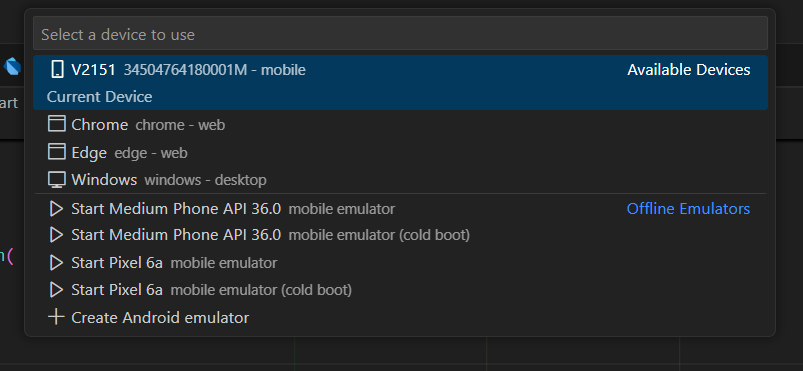 Select a device to use
V2151 34504764180001M - mobile Available Devices
art
Current Device
Chrome chrome - web
Edge edge - web
Windows windows - desktop
Start Medium Phone API 36.0 mobile emulator Offline Emulators
Start Medium Phone API 36.0 mobile emulator (cold boot)
n(
Start Pixel 6a mobile emulator
Start Pixel 6a mobile emulator (cold boot)
Create Android emulator